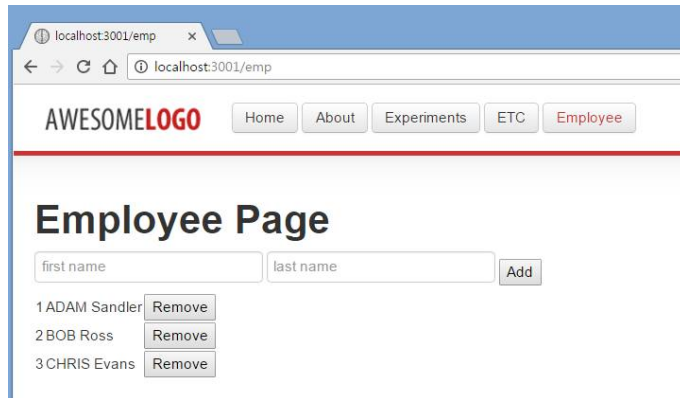 localhost:3001/emp
localhost:3001/emp
AWESOMELOGO Home About Experiments ETC Employee
Employee Page
first name last name Add
1 ADAM Sandler Remove
2 BOB Ross Remove
3 CHRIS Evans Remove